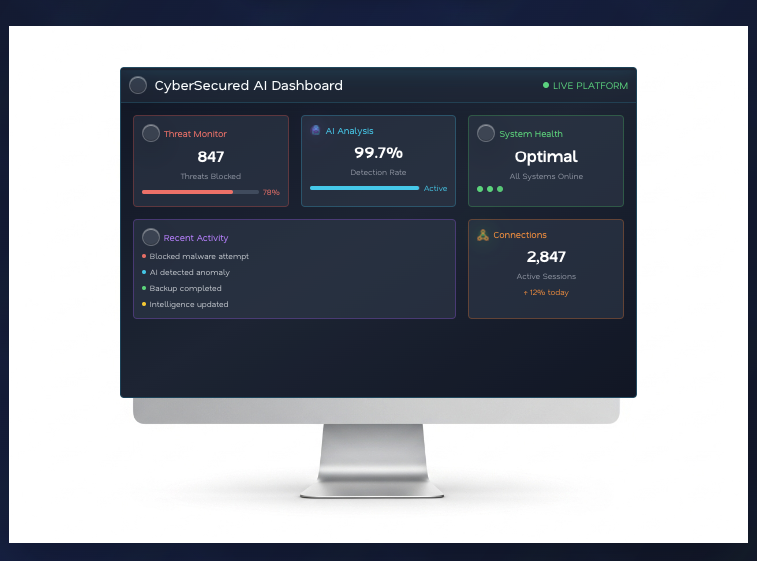 CyberSecured AI Dashboard
LIVE PLATFORM
Threat Monitor
847
Threats Blocked
78%
AI Analysis
99.7%
Detection Rate
Active
System Health
Optimal
All Systems Online
Recent Activity
Blocked malware attempt
AI detected anomaly
Backup completed
Intelligence updated
Connections
2,847
Active Sessions
+ 12% today